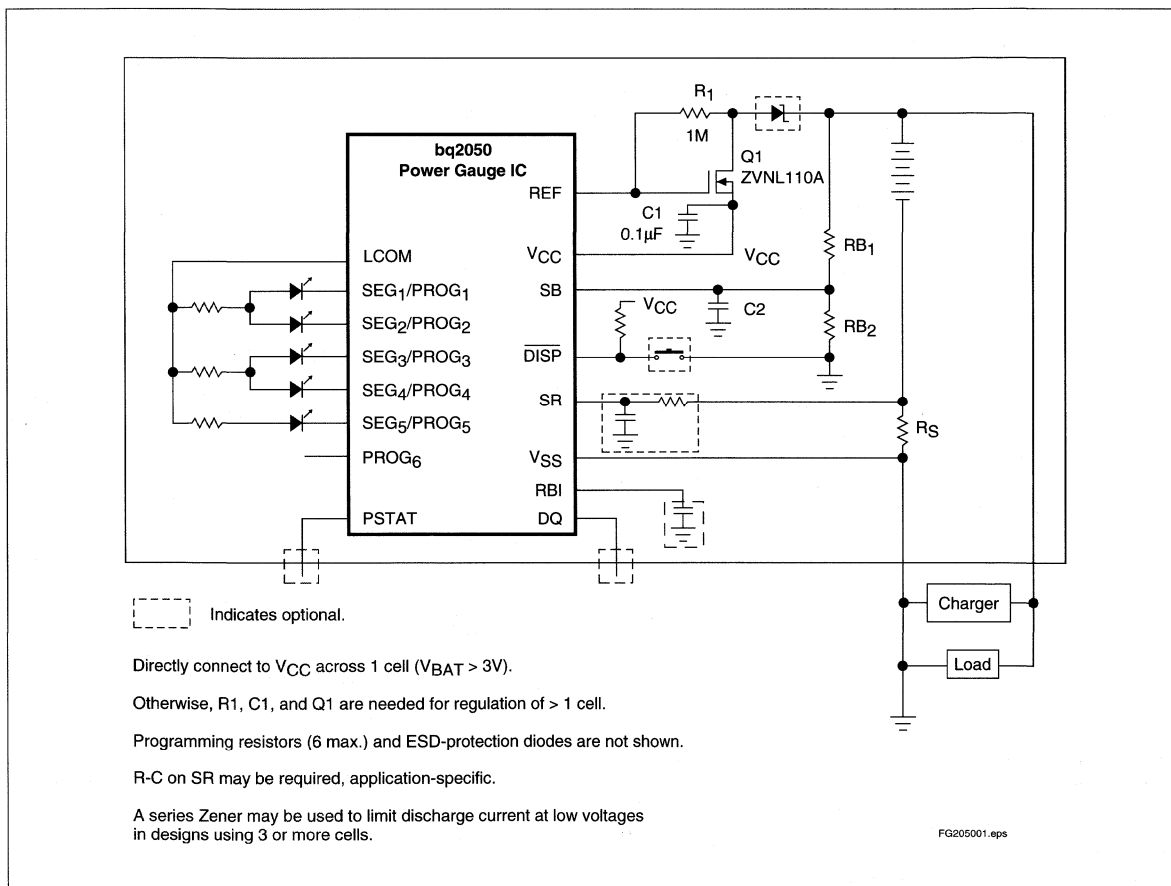 bq2050
Power Gauge IC
REF
VCC
SB
DISP
SR
VSS
RBI
DQ
LCOM
SEG1/PROG1
SEG2/PROG2
SEG3/PROG3
SEG4/PROG4
SEG5/PROG5
PROG6
PSTAT
R1
1M
Q1
ZVNL110A
C1
0.1µF
VCC
RB1
VCC
C2
RB2
RS
Charger
Load
Indicates optional.
Directly connect to VCC across 1 cell (VBAT > 3V).
Otherwise, R1, C1, and Q1 are needed for regulation of > 1 cell.
Programming resistors (6 max.) and ESD-protection diodes are not shown.
R-C on SR may be required, application-specific.
A series Zener may be used to limit discharge current at low voltages
in designs using 3 or more cells.
FG205001.eps